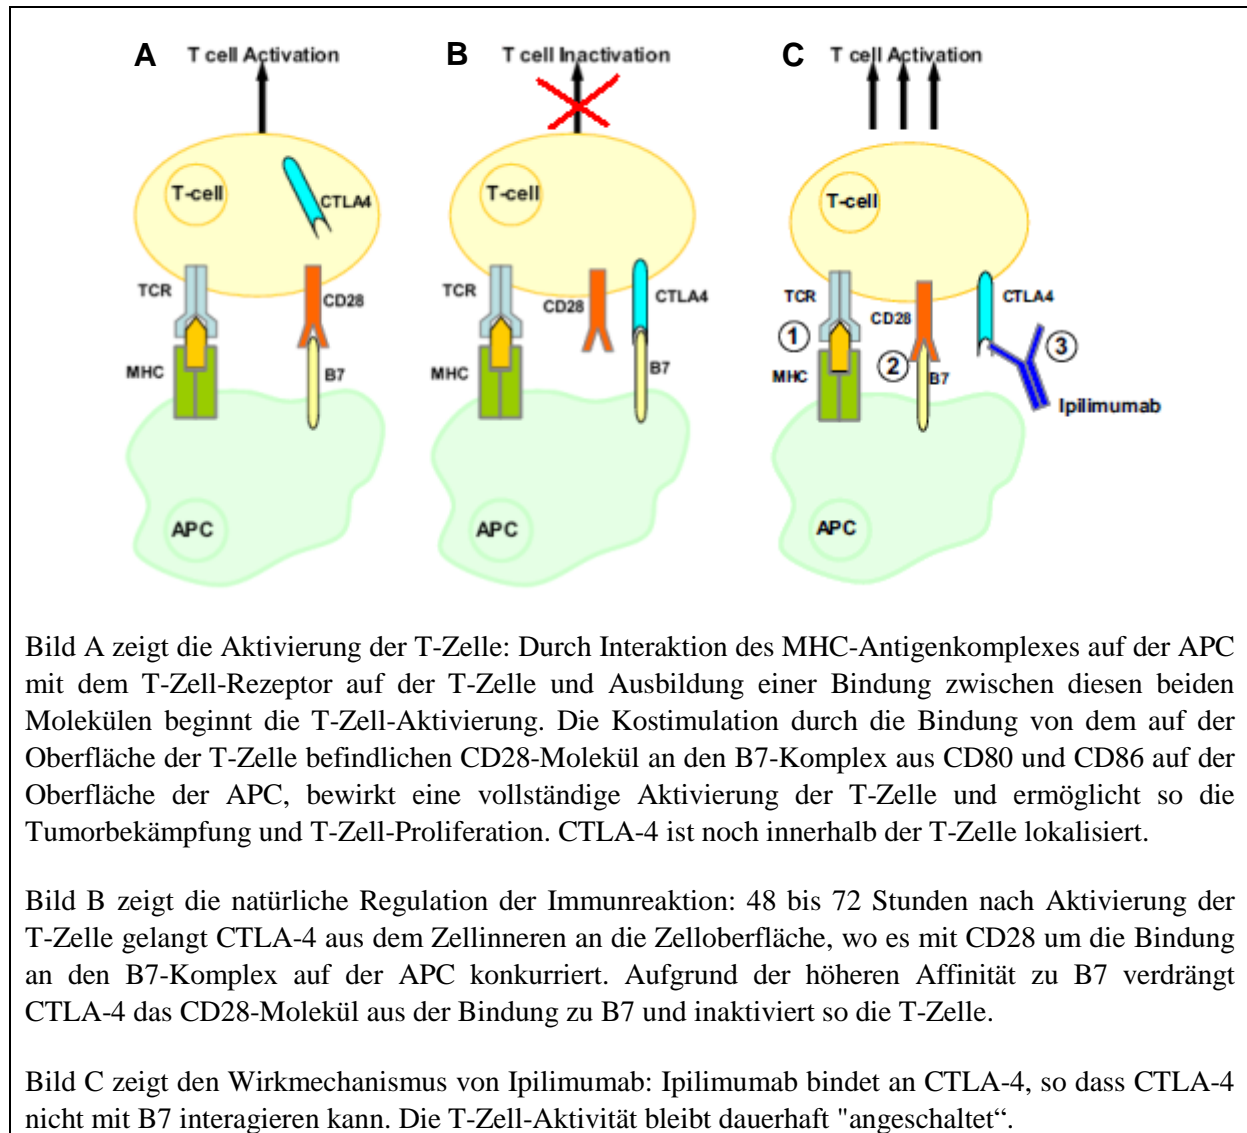 A
T cell Activation
B
T cell Inactivation
C
T cell Activation
T-cell
CTLA4
TCR
CD28
MHC
B7
APC
T-cell
TCR
CD28
CTLA4
MHC
B7
APC
T-cell
TCR
CD28
CTLA4
1
2
3
MHC
B7
Ipilimumab
APC
Bild A zeigt die Aktivierung der T-Zelle: Durch Interaktion des MHC-Antigenkomplexes auf der APC
mit dem T-Zell-Rezeptor auf der T-Zelle und Ausbildung einer Bindung zwischen diesen beiden
Molekülen beginnt die T-Zell-Aktivierung. Die Kostimulation durch die Bindung von dem auf der
Oberfläche der T-Zelle befindlichen CD28-Molekül an den B7-Komplex aus CD80 und CD86 auf der
Oberfläche der APC, bewirkt eine vollständige Aktivierung der T-Zelle und ermöglicht so die
Tumorbekämpfung und T-Zell-Proliferation. CTLA-4 ist noch innerhalb der T-Zelle lokalisiert.
Bild B zeigt die natürliche Regulation der Immunreaktion: 48 bis 72 Stunden nach Aktivierung der
T-Zelle gelangt CTLA-4 aus dem Zellinneren an die Zelloberfläche, wo es mit CD28 um die Bindung
an den B7-Komplex auf der APC konkurriert. Aufgrund der höheren Affinität zu B7 verdrängt
CTLA-4 das CD28-Molekül aus der Bindung zu B7 und inaktiviert so die T-Zelle.
Bild C zeigt den Wirkmechanismus von Ipilimumab: Ipilimumab bindet an CTLA-4, so dass CTLA-4
nicht mit B7 interagieren kann. Die T-Zell-Aktivität bleibt dauerhaft "angeschaltet“.